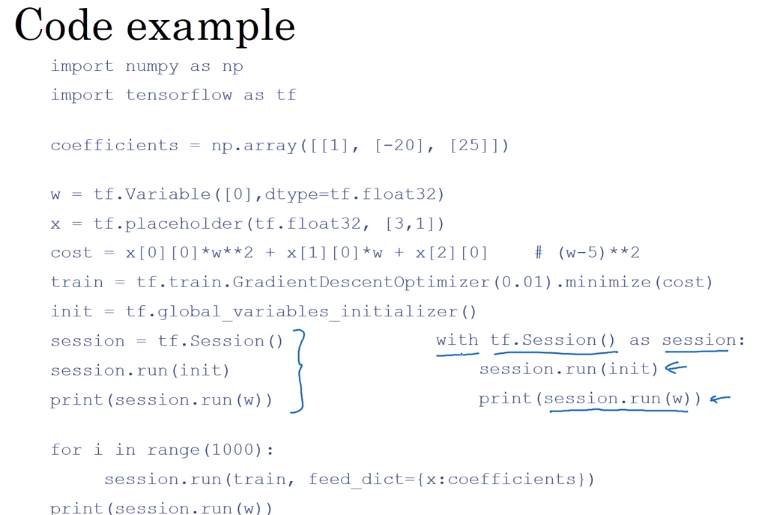 Code example
import numpy as np
import tensorflow as tf
coefficients = np.array([[1], [-20], [25]])
w = tf.Variable([0],dtype=tf.float32)
x = tf.placeholder(tf.float32, [3,1])
cost = x[0][0]*w**2 + x[1][0]*w + x[2][0]    # (w-5)**2
train = tf.train.GradientDescentOptimizer(0.01).minimize(cost)
init = tf.global_variables_initializer()
session = tf.Session()
session.run(init)
print(session.run(w))
with tf.Session() as session:
session.run(init)
print(session.run(w))
for i in range(1000):
session.run(train, feed_dict={x:coefficients})
print(session.run(w))